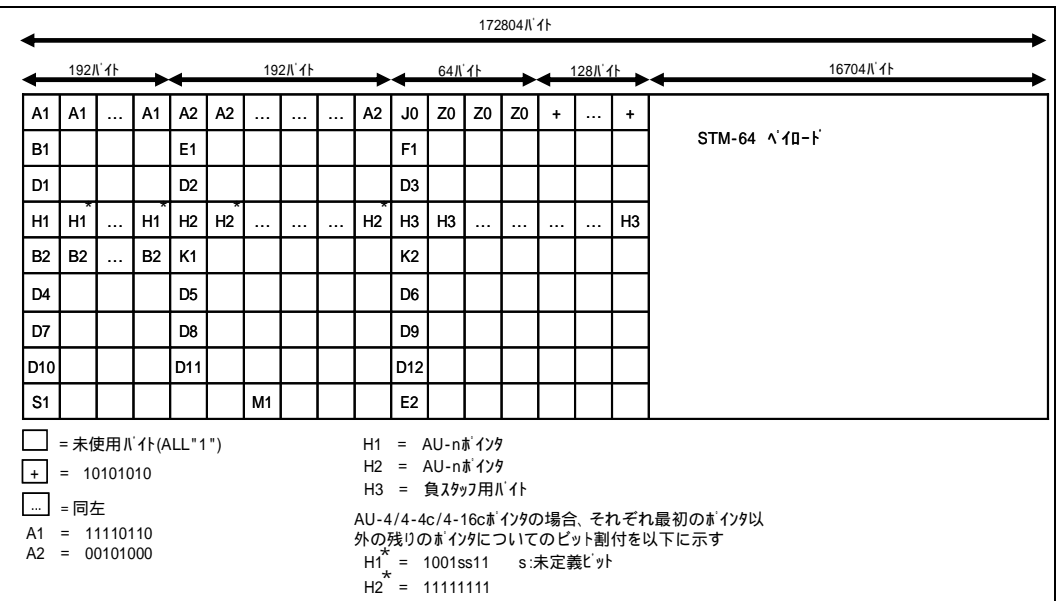 172804ﾊﾞｲﾄ
192ﾊﾞｲﾄ 192ﾊﾞｲﾄ 64ﾊﾞｲﾄ 128ﾊﾞｲﾄ 16704ﾊﾞｲﾄ
A1 A1 … A1 A2 A2 … … … A2 J0 Z0 Z0 Z0 + … +
STM-64 ﾍﾟｲﾛｰﾄﾞ
B1 E1 F1
D1 D2 D3
H1 H1* … H1* H2 H2* … … … H2* H3 H3 … … … … H3
B2 B2 … B2 K1 K2
D4 D5 D6
D7 D8 D9
D10 D11 D12
S1 M1 E2
= 未使用ﾊﾞｲﾄ(ALL"1")
+ = 10101010
… = 同左
A1 = 11110110
A2 = 00101000
H1 = AU-nﾎﾟｲﾝﾀ
H2 = AU-nﾎﾟｲﾝﾀ
H3 = 負ｽﾀｯﾌ用ﾊﾞｲﾄ
AU-4/4-4c/4-16cﾎﾟｲﾝﾀの場合、それぞれ最初のﾎﾟｲﾝﾀ以
外の残りのﾎﾟｲﾝﾀについてのビット割付を以下に示す
H1* = 1001ss11 s:未定義ﾋﾞｯﾄ
H2* = 11111111